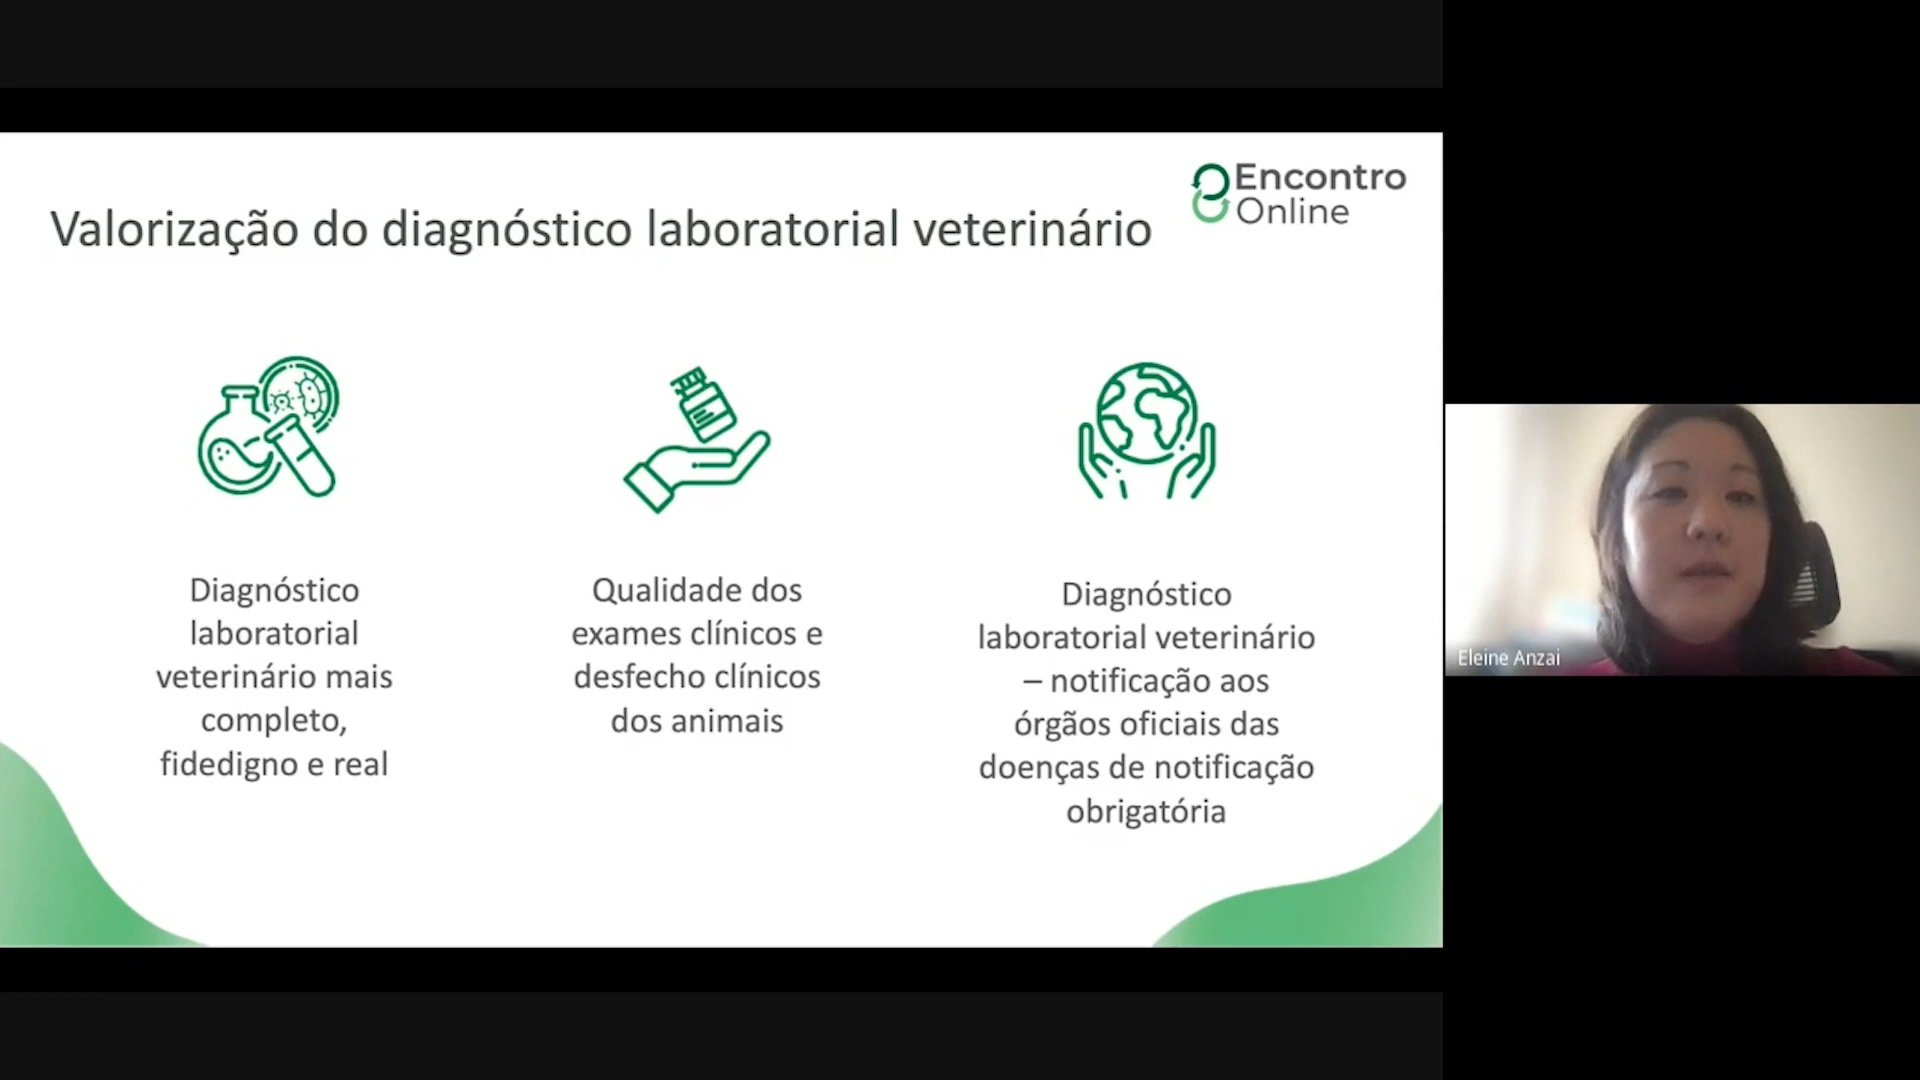 Encontro
Online
Valorização do diagnóstico laboratorial veterinário
Diagnóstico
laboratorial
veterinário mais
completo,
fidedigno e real
Qualidade dos
exames clínicos e
desfecho clínicos
dos animais
Diagnóstico
laboratorial veterinário
– notificação aos
órgãos oficiais das
doenças de notificação
obrigatória
Eleine Anzai